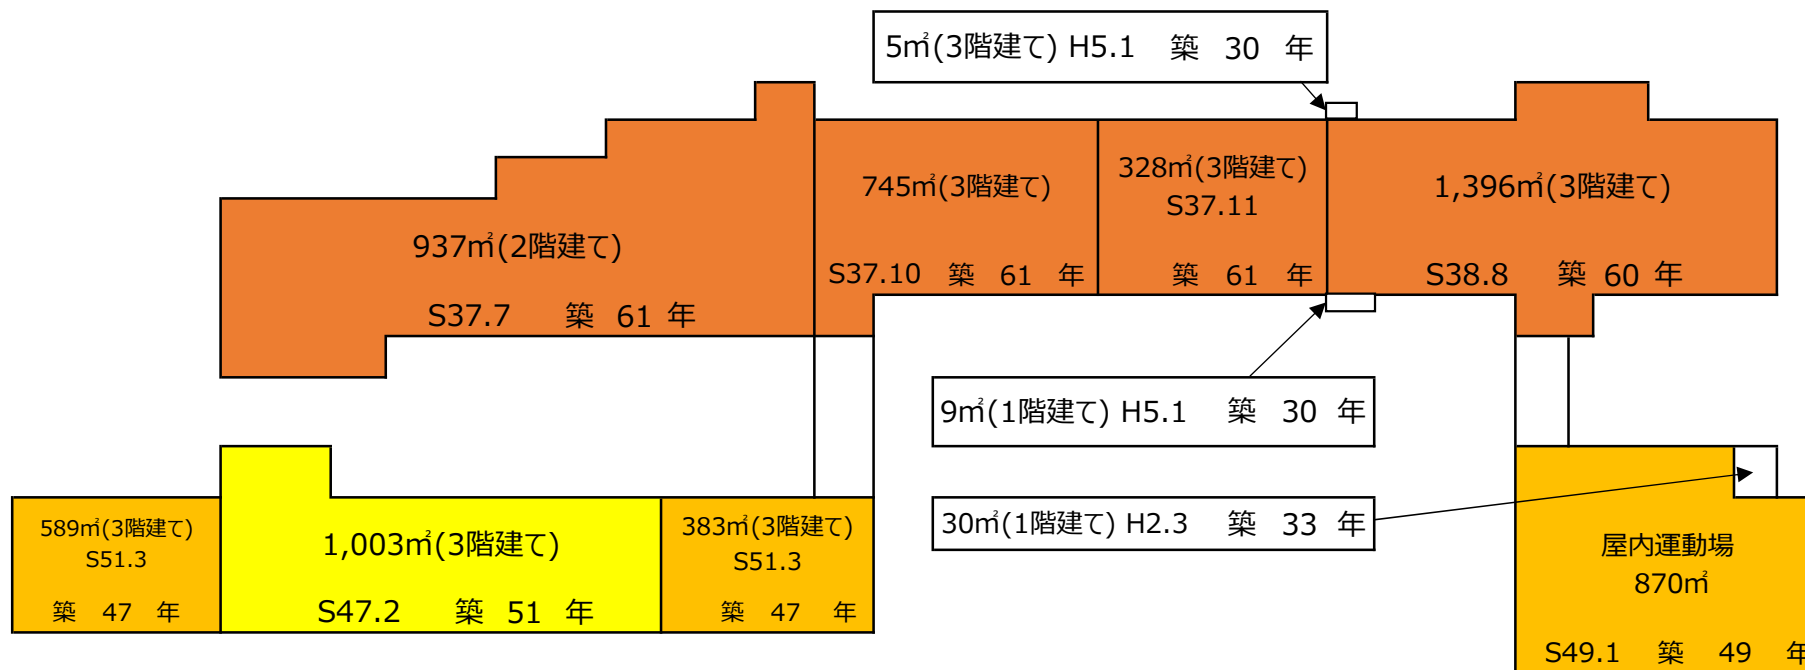 5㎡(3階建て) H5.1 築 30 年
937㎡(2階建て)
S37.7 築 61 年
745㎡(3階建て)
S37.10 築 61 年
328㎡(3階建て)
S37.11
築 61 年
1,396㎡(3階建て)
S38.8 築 60 年
9㎡(1階建て) H5.1 築 30 年
30㎡(1階建て) H2.3 築 33 年
589㎡(3階建て)
S51.3
築 47 年
1,003㎡(3階建て)
S47.2 築 51 年
383㎡(3階建て)
S51.3
築 47 年
屋内運動場
870㎡
S49.1 築 49 年